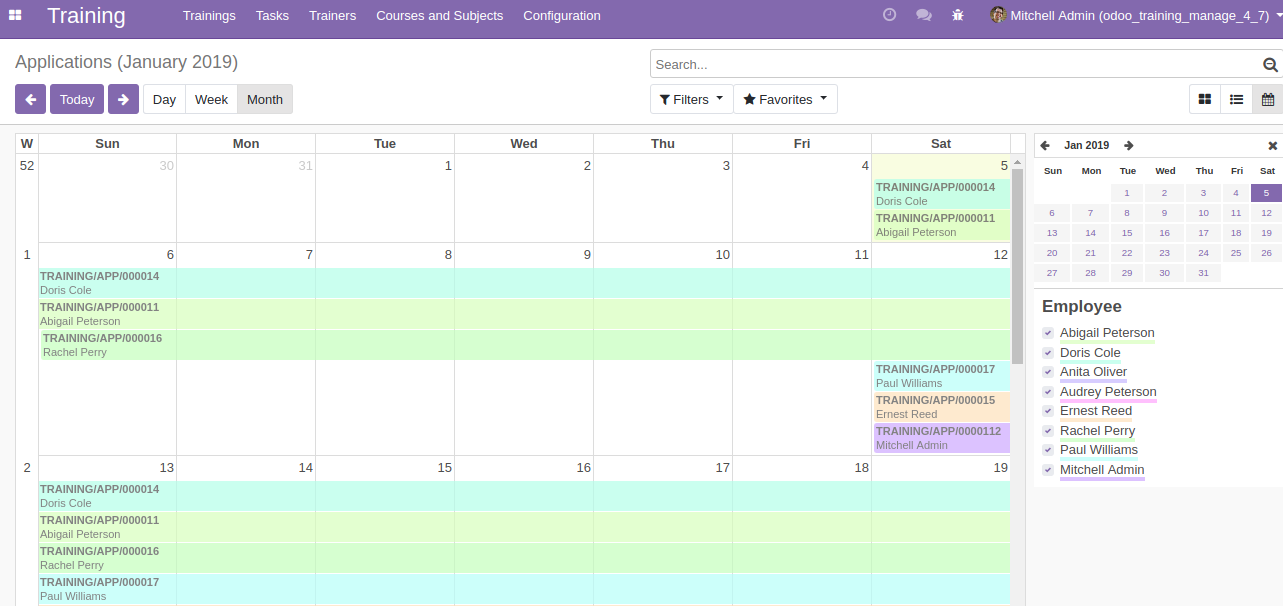 Training
Trainings Tasks Trainers Courses and Subjects Configuration
Mitchell Admin (odoo_training_manage_4_7)
Applications (January 2019)
Search...
Today Day Week Month
Filters Favorites
W Sun Mon Tue Wed Thu Fri Sat
52 30 31 1 2 3 4 5
TRAINING/APP/000014
Doris Cole
TRAINING/APP/000011
Abigail Peterson
1 6 7 8 9 10 11 12
TRAINING/APP/000014
Doris Cole
TRAINING/APP/000011
Abigail Peterson
TRAINING/APP/000016
Rachel Perry
TRAINING/APP/000017
Paul Williams
TRAINING/APP/000015
Ernest Reed
TRAINING/APP/0000112
Mitchell Admin
2 13 14 15 16 17 18 19
TRAINING/APP/000014
Doris Cole
TRAINING/APP/000011
Abigail Peterson
TRAINING/APP/000016
Rachel Perry
TRAINING/APP/000017
Paul Williams
Jan 2019
Sun Mon Tue Wed Thu Fri Sat
1 2 3 4 5
6 7 8 9 10 11 12
13 14 15 16 17 18 19
20 21 22 23 24 25 26
27 28 29 30 31
Employee
Abigail Peterson
Doris Cole
Anita Oliver
Audrey Peterson
Ernest Reed
Rachel Perry
Paul Williams
Mitchell Admin